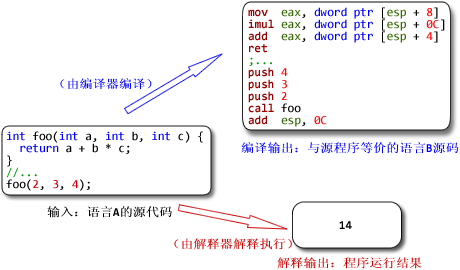 mov eax, dword ptr [esp + 8]
imul eax, dword ptr [esp + 0C]
add eax, dword ptr [esp + 4]
ret
;...
push 4
push 3
push 2
call foo
add esp, 0C
(由编译器编译)
编译输出：与源程序等价的语言B源码
int foo(int a, int b, int c) {
return a + b * c;
}
//...
foo(2, 3, 4);
输入：语言A的源代码
(由解释器解释执行)
14
解释输出：程序运行结果